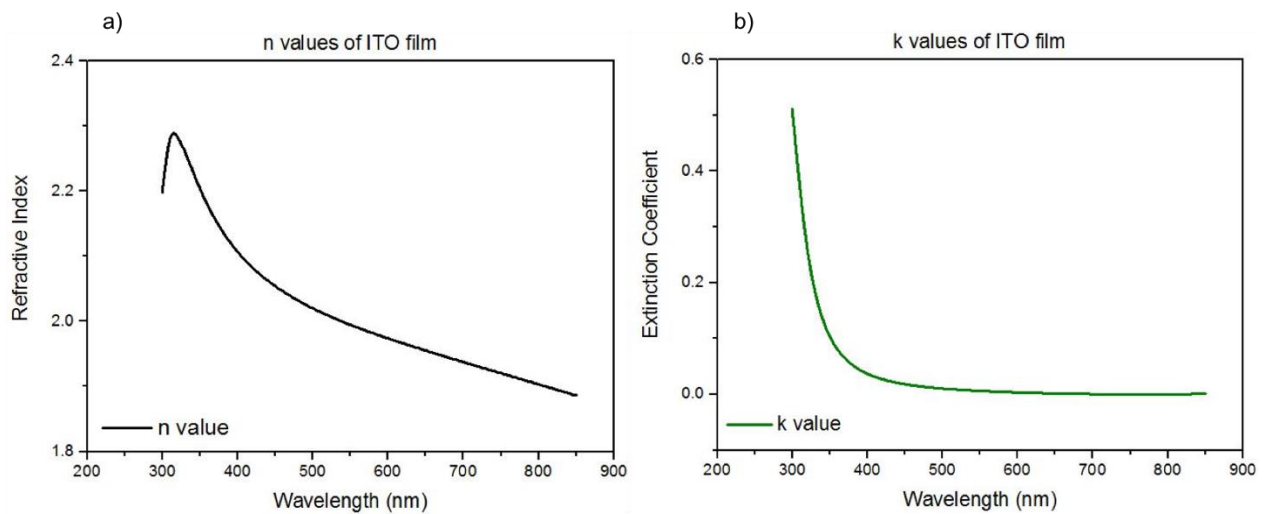 a)
n values of ITO film
2.4
2.2
2.0
1.8
Refractive Index
n value
200 300 400 500 600 700 800 900
Wavelength (nm)
b)
k values of ITO film
0.6
0.4
0.2
0.0
Extinction Coefficient
k value
200 300 400 500 600 700 800 900
Wavelength (nm)